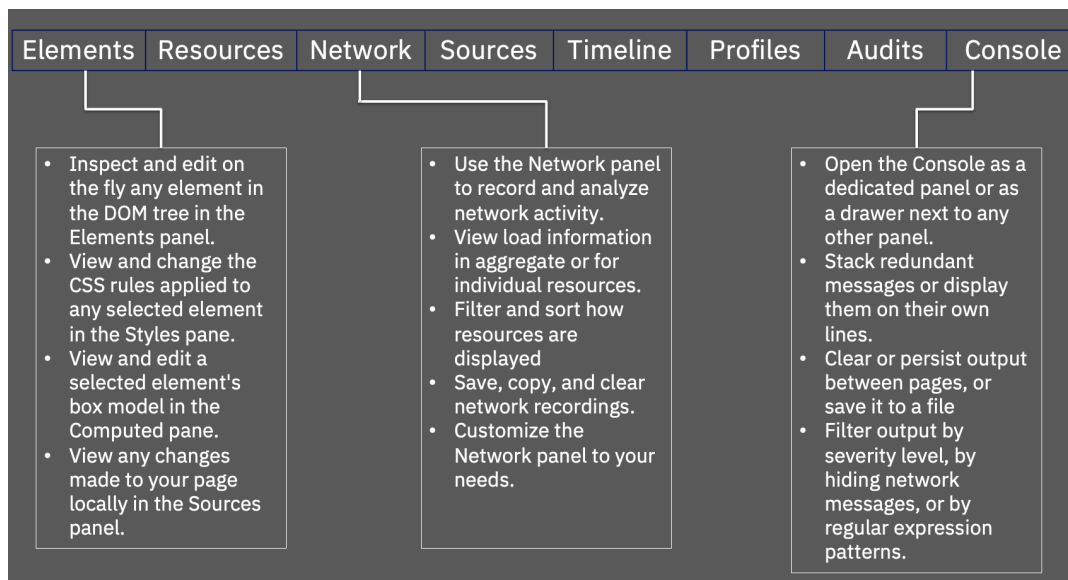 Elements Resources Network Sources Timeline Profiles Audits Console
• Inspect and edit on
the fly any element in
the DOM tree in the
Elements panel.
• View and change the
CSS rules applied to
any selected element
in the Styles pane.
• View and edit a
selected element's
box model in the
Computed pane.
• View any changes
made to your page
locally in the Sources
panel.
• Use the Network panel
to record and analyze
network activity.
• View load information
in aggregate or for
individual resources.
• Filter and sort how
resources are
displayed
• Save, copy, and clear
network recordings.
• Customize the
Network panel to your
needs.
• Open the Console as a
dedicated panel or as
a drawer next to any
other panel.
• Stack redundant
messages or display
them on their own
lines.
• Clear or persist output
between pages, or
save it to a file
• Filter output by
severity level, by
hiding network
messages, or by
regular expression
patterns.